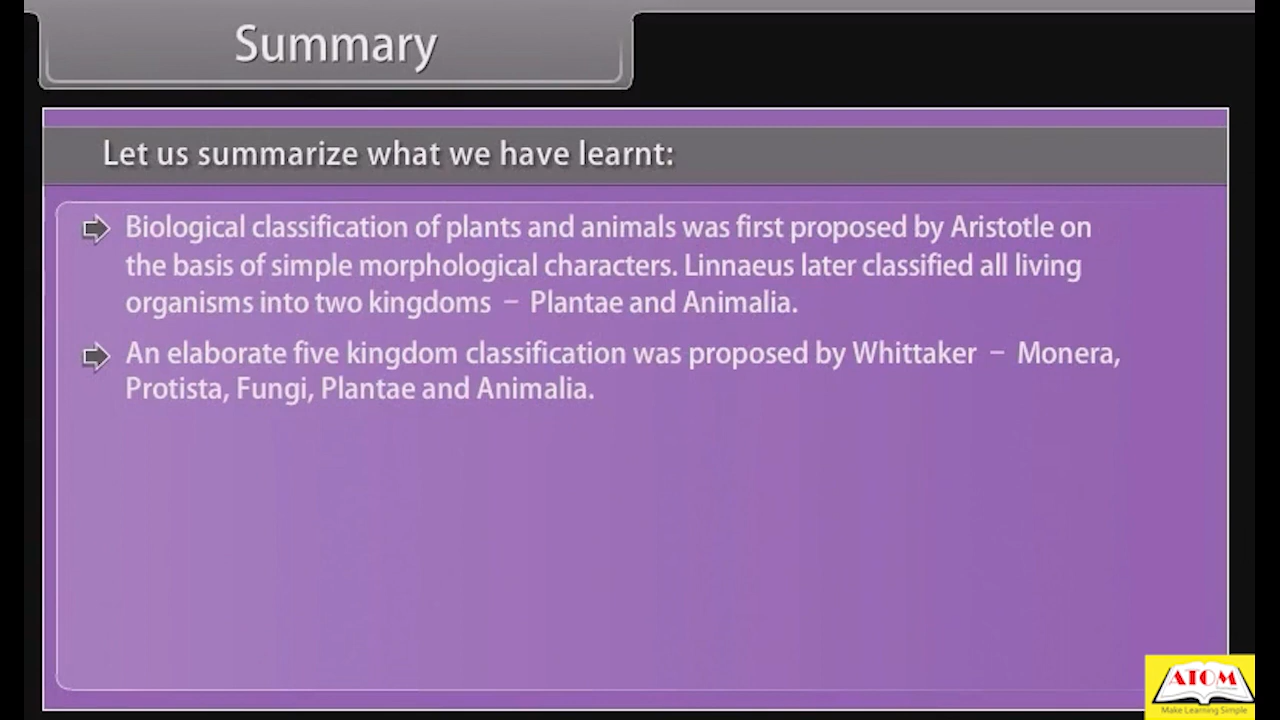 Summary
Let us summarize what we have learnt:
Biological classification of plants and animals was first proposed by Aristotle on
the basis of simple morphological characters. Linnaeus later classified all living
organisms into two kingdoms – Plantae and Animalia.
An elaborate five kingdom classification was proposed by Whittaker – Monera,
Protista, Fungi, Plantae and Animalia.
ATOM
Make Learning Simple